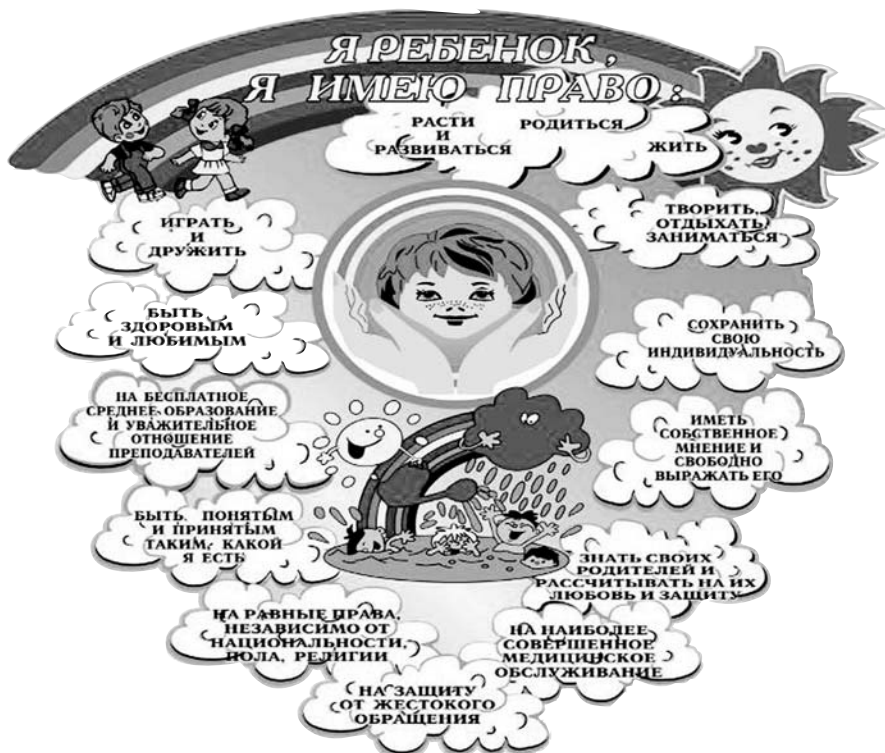 Я РЕБЕНОК,
Я ИМЕЮ ПРАВО:
РАСТИ
И
РАЗВИВАТЬСЯ
РОДИТЬСЯ
ЖИТЬ
ИГРАТЬ
И
ДРУЖИТЬ
ТВОРИТЬ,
ОТДЫХАТЬ,
ЗАНИМАТЬСЯ
БЫТЬ
ЗДОРОВЫМ
И ЛЮБИМЫМ
СОХРАНИТЬ
СВОЮ
ИНДИВИДУАЛЬНОСТЬ
НА БЕСПЛАТНОЕ
СРЕДНЕЕ ОБРАЗОВАНИЕ
И УВАЖИТЕЛЬНОЕ
ОТНОШЕНИЕ
ПРЕПОДАВАТЕЛЕЙ
ИМЕТЬ
СОБСТВЕННОЕ
МНЕНИЕ И
СВОБОДНО
ВЫРАЖАТЬ ЕГО
БЫТЬ ПОНЯТЫМ
И ПРИНЯТЫМ
ТАКИМ, КАКОЙ
Я ЕСТЬ
ЗНАТЬ СВОИХ
РОДИТЕЛЕЙ И
РАССЧИТЫВАТЬ НА ИХ
ЛЮБОВЬ И ЗАЩИТУ
НА РАВНЫЕ ПРАВА,
НЕЗАВИСИМО ОТ
НАЦИОНАЛЬНОСТИ,
ПОЛА, РЕЛИГИИ
НА НАИБОЛЕЕ
СОВЕРШЕННОЕ
МЕДИЦИНСКОЕ
ОБСЛУЖИВАНИЕ
НА ЗАЩИТУ
ОТ ЖЕСТОКОГО
ОБРАЩЕНИЯ